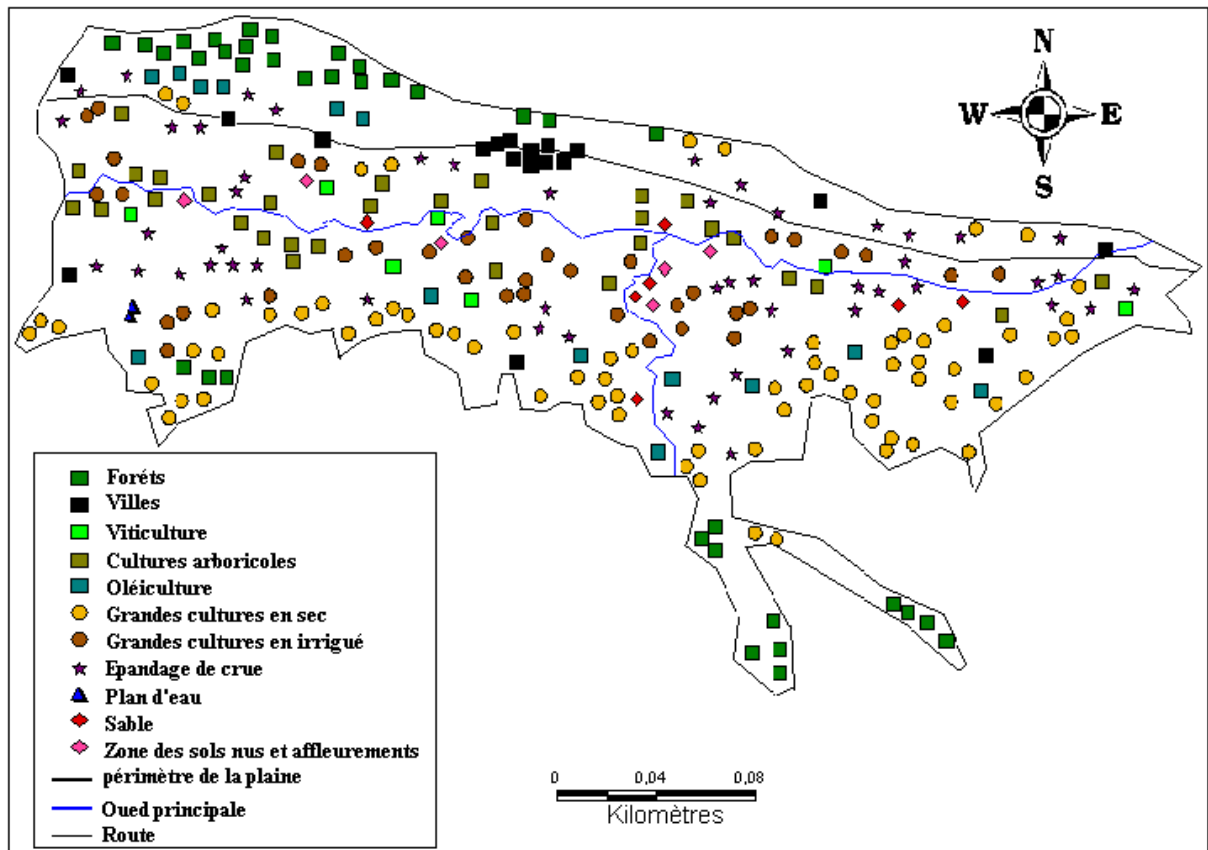 N
W E
S
Foréts
Villes
Viticulture
Cultures arboricoles
Oléiculture
Grandes cultures en sec
Grandes cultures en irrigué
Epandage de crue
Plan d'eau
Sable
Zone des sols nus et affleurements
périmètre de la plaine
Oued principale
Route
0 0,04 0,08
Kilomètres